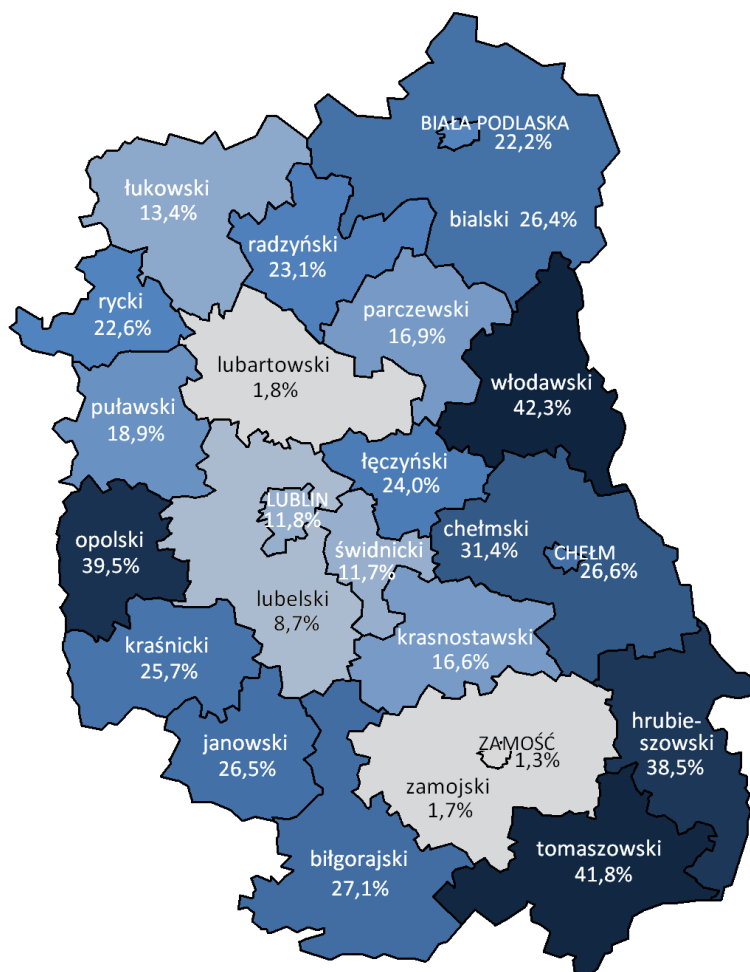 BIAŁA PODLASKA
22,2%
łukowski
13,4%
bialski 26,4%
radzyński
23,1%
rycki
22,6%
parczewski
16,9%
lubartowski
1,8%
włodawski
42,3%
puławski
18,9%
łęczyński
24,0%
LUBLIN
11,8%
opolski
39,5%
chełmski
31,4%
CHEŁM
26,6%
świdnicki
11,7%
lubelski
8,7%
kraśnicki
25,7%
krasnostawski
16,6%
hrubie-
szowski
38,5%
janowski
26,5%
ZAMOŚĆ
1,3%
zamojski
1,7%
tomaszowski
41,8%
biłgorajski
27,1%